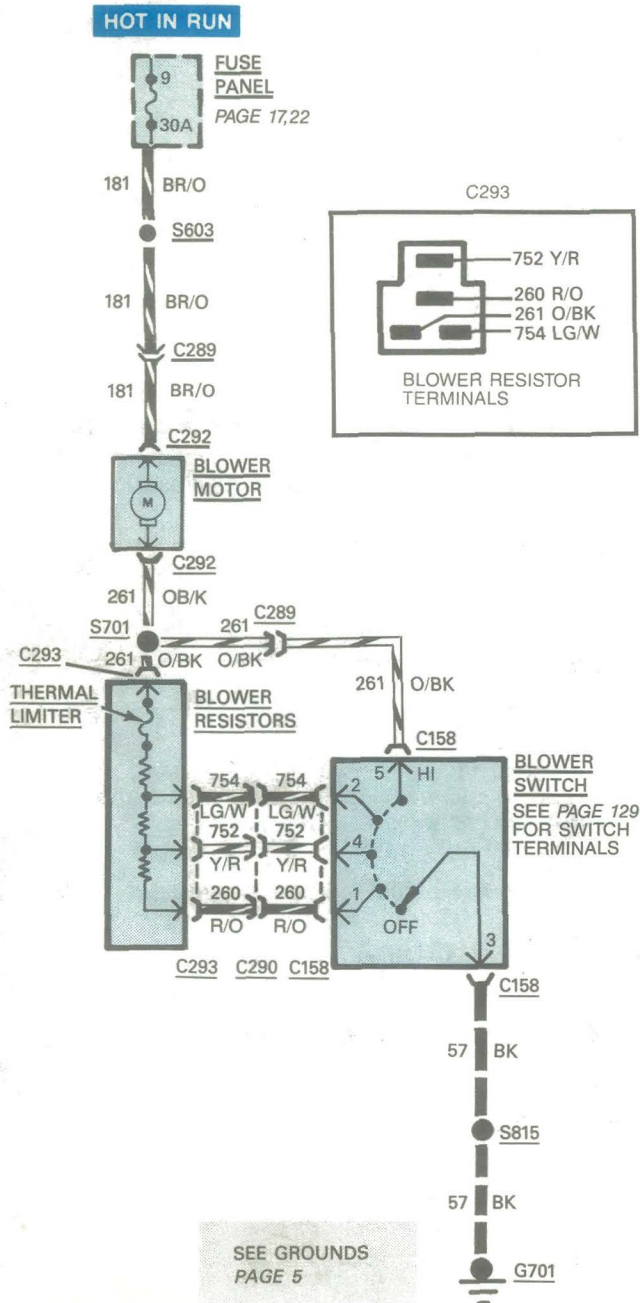 HOT IN RUN
FUSE
PANEL
PAGE 17,22
9
30A
181 BR/O
S603
181 BR/O
C289
181 BR/O
C292
BLOWER
MOTOR
M
C292
261 OB/K
S701
261 C289
O/BK O/BK
C293
261
261 O/BK
THERMAL
LIMITER
BLOWER
RESISTORS
C158
5 HI
BLOWER
SWITCH
SEE PAGE 129
FOR SWITCH
TERMINALS
754 754 2
LG/W LG/W
752 752 4
Y/R Y/R
260 260 1
R/O R/O
OFF
3
C293 C290 C158
C158
57 BK
S815
57 BK
G701
SEE GROUNDS
PAGE 5
C293
752 Y/R
260 R/O
261 O/BK
754 LG/W
BLOWER RESISTOR
TERMINALS